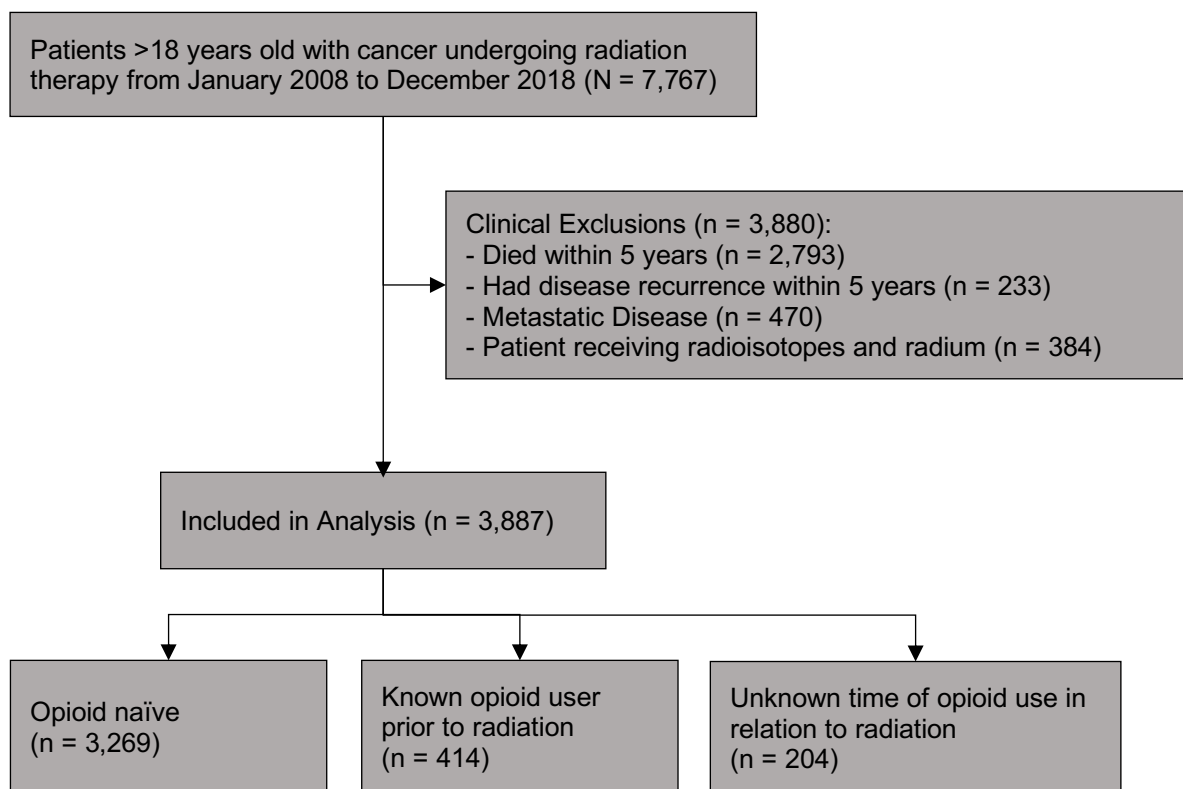 Patients >18 years old with cancer undergoing radiation
therapy from January 2008 to December 2018 (N = 7,767)
Clinical Exclusions (n = 3,880):
- Died within 5 years (n = 2,793)
- Had disease recurrence within 5 years (n = 233)
- Metastatic Disease (n = 470)
- Patient receiving radioisotopes and radium (n = 384)
Included in Analysis (n = 3,887)
Opioid naïve
(n = 3,269)
Known opioid user
prior to radiation
(n = 414)
Unknown time of opioid use in
relation to radiation
(n = 204)